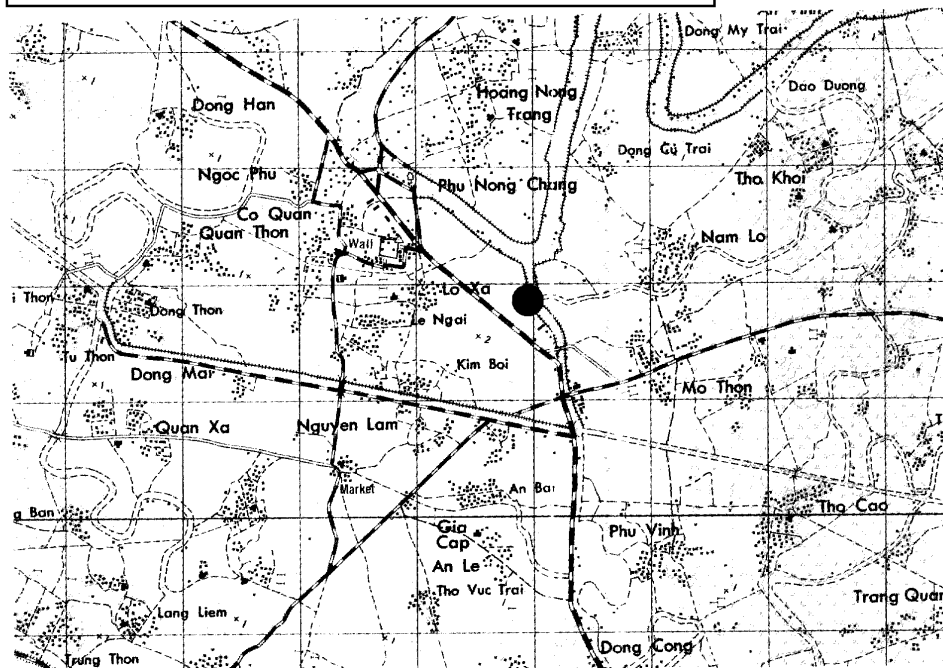 Dong My Trai
Dong Han
Hoang Nong
Trang
Dao Duong
Dong Cu Trai
Ngoc Phu
Phu Nong Chang
Tho Khoi
Co Quan
Quan Thon
Wall
Nam Lo
Lo Xa
i Thon
Dong Thon
Le Ngai
2
Tu Thon
Kim Boi
Dong Mar
Mo Thon
Quan Xa
Nguyen Lam
Market
An Bai
a Ban
Tho Cao
Gia
Cap
Phu Vinh
An Le
Tho Vuc Trai
Trang Quan
Lang Liem
Trung Thon
Dong Cong